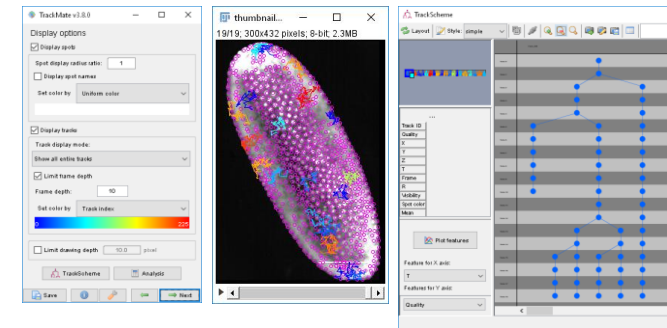 TrackMate v3.8.0
Display options
Display spots
Spot display radius ratio: 1
Display spot names
Set color by Uniform color
Display tracks
Track display mode:
Show all entire tracks
Limit frame depth
Frame depth: 10
Set color by Track index
0 225
Limit drawing depth 10.0 pixel
TrackScheme Analysis
Save Next
thumbnail...
19/19; 300x432 pixels; 8-bit; 2.3MB
TrackScheme
Layout Style: simple
...
Track ID
Quality
X
Y
Z
T
Frame
R
Visibility
Spot color
Mean
Plot features
Feature for X axis:
T
Features for Y axis:
Quality